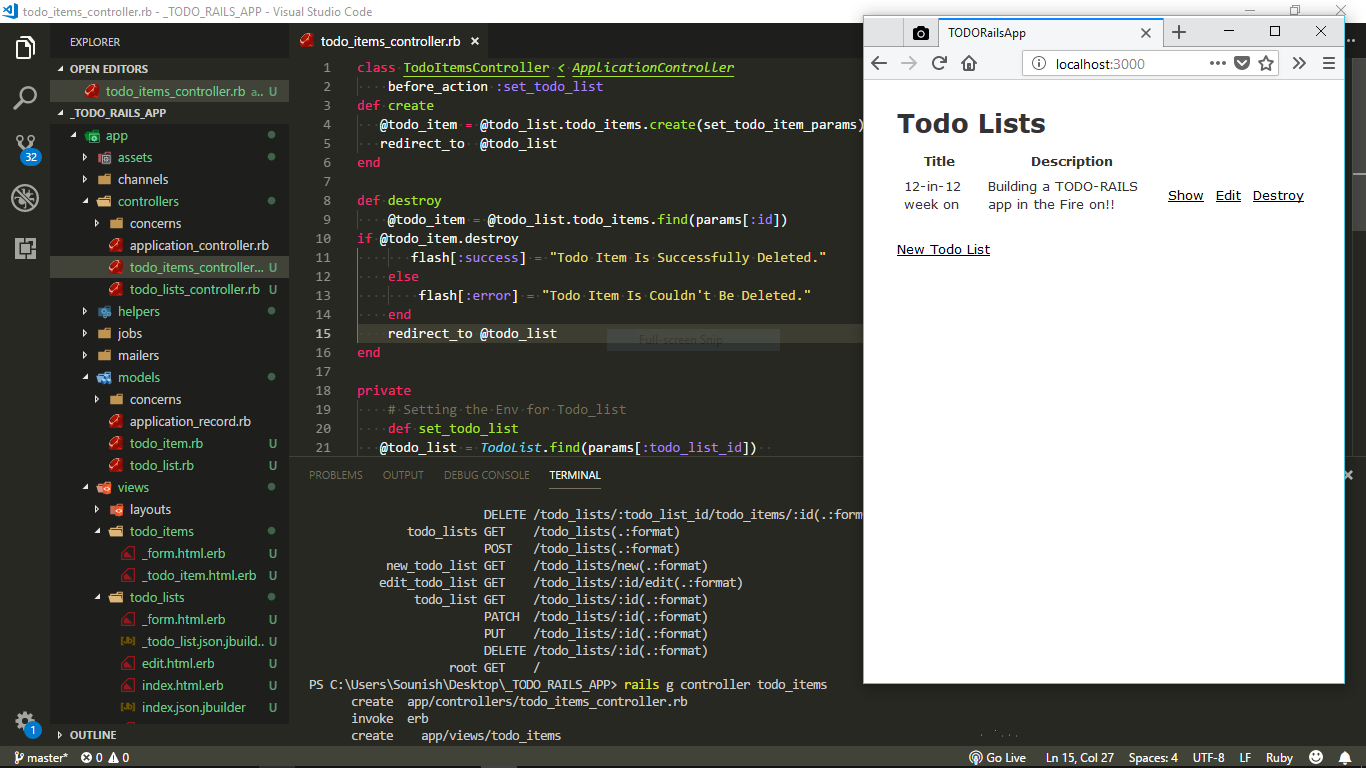 todo_items_controller.rb - _TODO_RAILS_APP - Visual Studio Code
EXPLORER
OPEN EDITORS
todo_items_controller.rb a... U
_TODO_RAILS_APP
app
assets
channels
controllers
concerns
application_controller.rb
todo_items_controller... U
todo_lists_controller.rb U
helpers
jobs
mailers
models
concerns
application_record.rb
todo_item.rb U
todo_list.rb U
views
layouts
todo_items
_form.html.erb U
_todo_item.html.erb U
todo_lists
_form.html.erb U
_todo_list.json.jbuild... U
edit.html.erb U
index.html.erb U
index.json.jbuilder U
OUTLINE
32
1
todo_items_controller.rb
1 class TodoItemsController < ApplicationController
2 before_action :set_todo_list
3 def create
4 @todo_item = @todo_list.todo_items.create(set_todo_item_params)
5 redirect_to @todo_list
6 end
7
8 def destroy
9 @todo_item = @todo_list.todo_items.find(params[:id])
10 if @todo_item.destroy
11 flash[:success] = "Todo Item Is Successfully Deleted."
12 else
13 flash[:error] = "Todo Item Is Couldn't Be Deleted."
14 end
15 redirect_to @todo_list
Full-screen Snip
16 end
17
18 private
19 # Setting the Env for Todo_list
20 def set_todo_list
21 @todo_list = TodoList.find(params[:todo_list_id])
PROBLEMS OUTPUT DEBUG CONSOLE TERMINAL
DELETE /todo_lists/:todo_list_id/todo_items/:id(.:form
todo_lists GET /todo_lists(.:format)
POST /todo_lists(.:format)
new_todo_list GET /todo_lists/new(.:format)
edit_todo_list GET /todo_lists/:id/edit(.:format)
todo_list GET /todo_lists/:id(.:format)
PATCH /todo_lists/:id(.:format)
PUT /todo_lists/:id(.:format)
DELETE /todo_lists/:id(.:format)
root GET /
PS C:\Users\Sounish\Desktop\_TODO_RAILS_APP> rails g controller todo_items
create app/controllers/todo_items_controller.rb
invoke erb
create app/views/todo_items
TODORailsApp
localhost:3000
Todo Lists
Title Description
12-in-12 week on
Building a TODO-RAILS app in the Fire on!!
Show Edit Destroy
New Todo List
master* 0 0 Go Live Ln 15, Col 27 Spaces: 4 UTF-8 LF Ruby